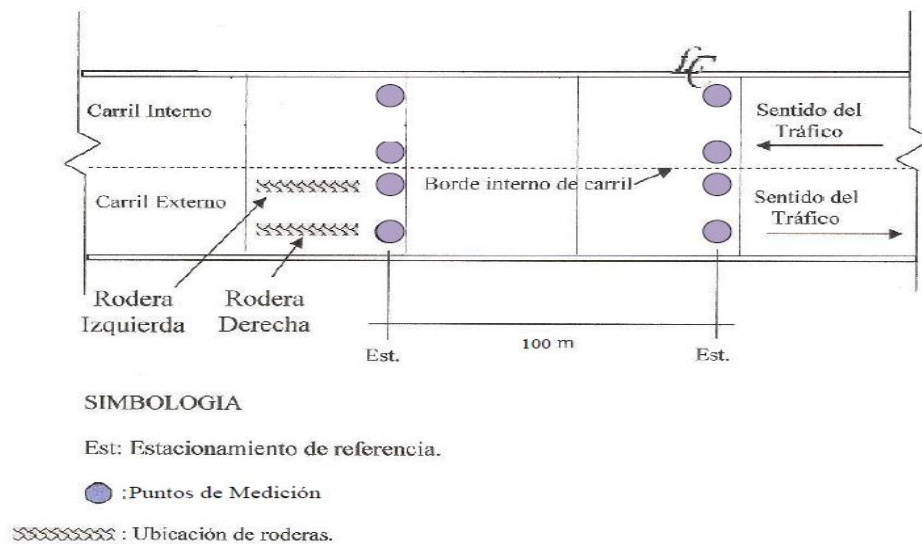 Carril Interno
Sentido del
Tráfico
Borde interno de carril
Carril Externo
Sentido del
Tráfico
Rodera
Izquierda
Rodera
Derecha
100 m
Est.
Est.
SIMBOLOGIA
Est: Estacionamiento de referencia.
:Puntos de Medición
: Ubicación de roderas.